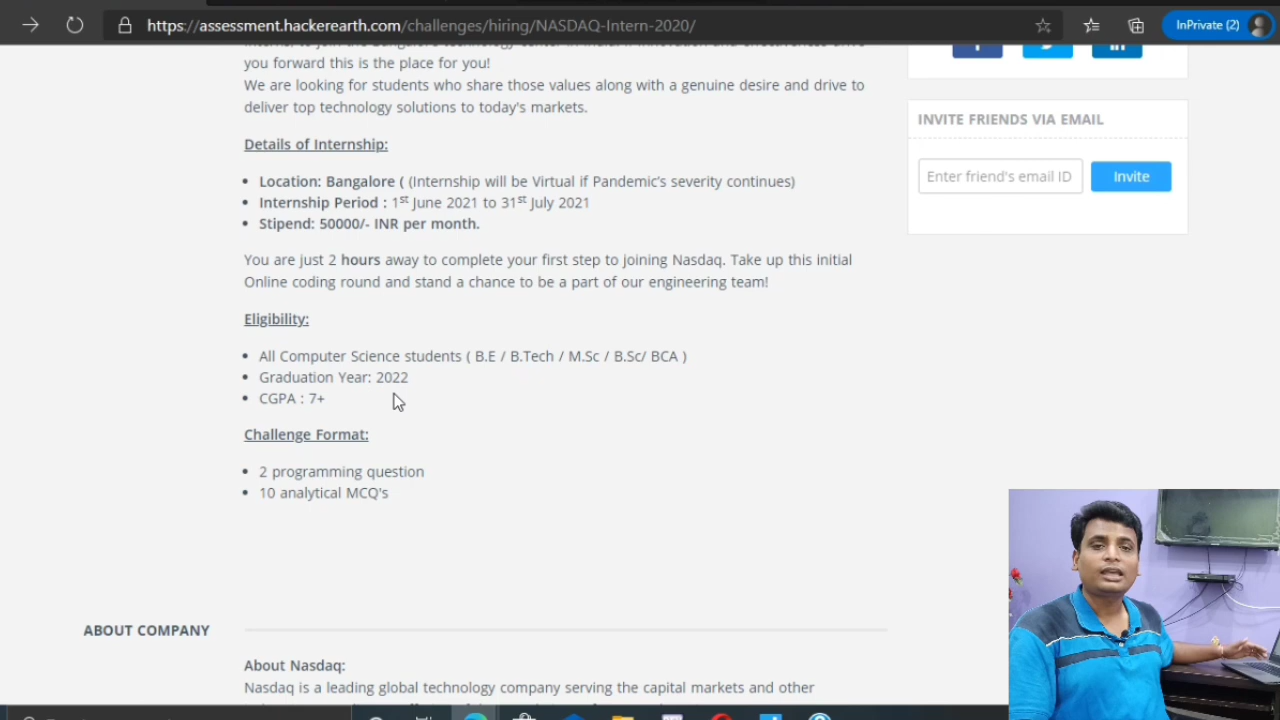 https://assessment.hackerearth.com/challenges/hiring/NASDAQ-Intern-2020/
InPrivate (2)
you forward this is the place for you!
We are looking for students who share those values along with a genuine desire and drive to
deliver top technology solutions to today's markets.
Details of Internship:
• Location: Bangalore ( (Internship will be Virtual if Pandemic's severity continues)
• Internship Period : 1st June 2021 to 31st July 2021
• Stipend: 50000/- INR per month.
You are just 2 hours away to complete your first step to joining Nasdaq. Take up this initial
Online coding round and stand a chance to be a part of our engineering team!
Eligibility:
• All Computer Science students ( B.E / B.Tech / M.Sc / B.Sc/ BCA )
• Graduation Year: 2022
• CGPA : 7+
Challenge Format:
• 2 programming question
• 10 analytical MCQ's
INVITE FRIENDS VIA EMAIL
Enter friend's email ID
Invite
ABOUT COMPANY
About Nasdaq:
Nasdaq is a leading global technology company serving the capital markets and other